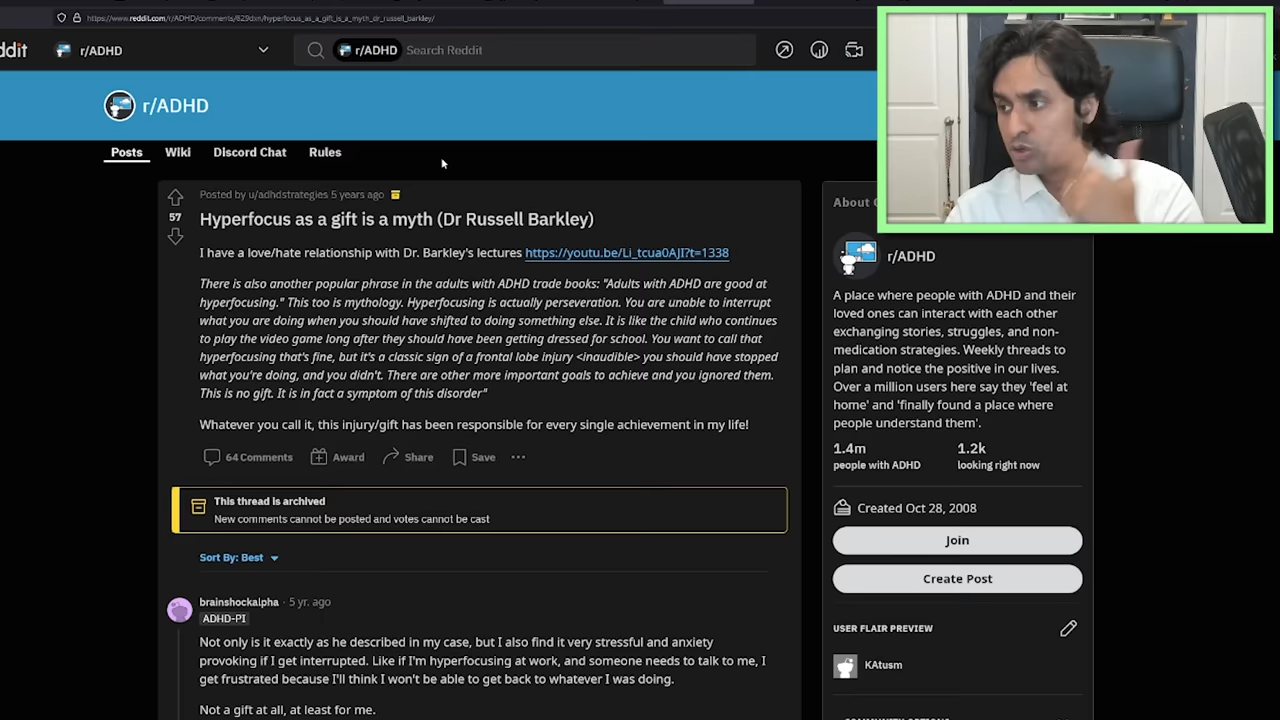 https://www.reddit.com/r/ADHD/comments/829dxn/hyperfocus_as_a_gift_is_a_myth_dr_russell_barkley/
ddit
r/ADHD
r/ADHD Search Reddit
r/ADHD
Posts Wiki Discord Chat Rules
Posted by u/adhdstrategies 5 years ago
57
Hyperfocus as a gift is a myth (Dr Russell Barkley)
I have a love/hate relationship with Dr. Barkley's lectures https://youtu.be/Li_tcua0AJI?t=1338
There is also another popular phrase in the adults with ADHD trade books: "Adults with ADHD are good at
hyperfocusing." This too is mythology. Hyperfocusing is actually perseveration. You are unable to interrupt
what you are doing when you should have shifted to doing something else. It is like the child who continues
to play the video game long after they should have been getting dressed for school. You want to call that
hyperfocusing that's fine, but it's a classic sign of a frontal lobe injury <inaudible> you should have stopped
what you're doing, and you didn't. There are other more important goals to achieve and you ignored them.
This is no gift. It is in fact a symptom of this disorder"
Whatever you call it, this injury/gift has been responsible for every single achievement in my life!
64 Comments Award Share Save
This thread is archived
New comments cannot be posted and votes cannot be cast
Sort By: Best
brainshockalpha · 5 yr. ago
ADHD-PI
Not only is it exactly as he described in my case, but I also find it very stressful and anxiety
provoking if I get interrupted. Like if I'm hyperfocusing at work, and someone needs to talk to me, I
get frustrated because I'll think I won't be able to get back to whatever I was doing.
Not a gift at all, at least for me.
About
r/ADHD
A place where people with ADHD and their
loved ones can interact with each other
exchanging stories, struggles, and non-
medication strategies. Weekly threads to
plan and notice the positive in our lives.
Over a million users here say they 'feel at
home' and 'finally found a place where
people understand them'.
1.4m 1.2k
people with ADHD looking right now
Created Oct 28, 2008
Join
Create Post
USER FLAIR PREVIEW
KAtusm